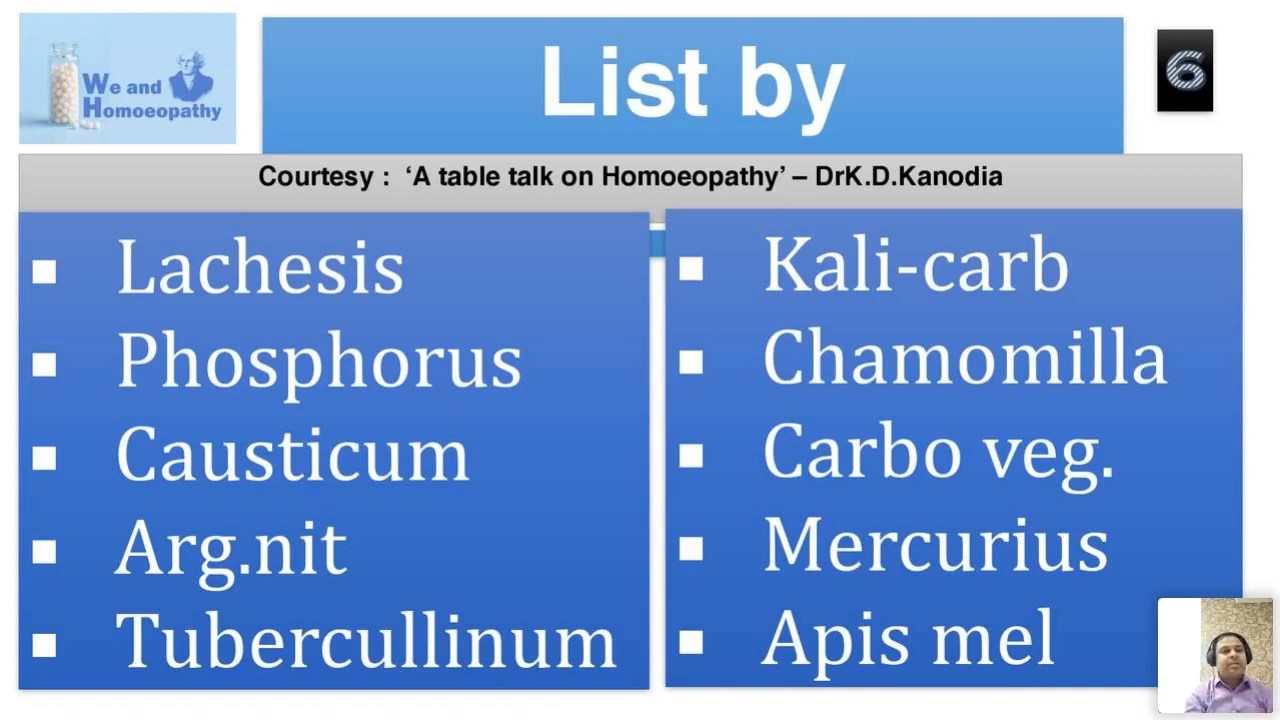 We and
Homoeopathy
List by
6
Courtesy : ‘A table talk on Homoeopathy’ – DrK.D.Kanodia
▪ Lachesis
▪ Phosphorus
▪ Causticum
▪ Arg.nit
▪ Tubercullinum
▪ Kali-carb
▪ Chamomilla
▪ Carbo veg.
▪ Mercurius
▪ Apis mel